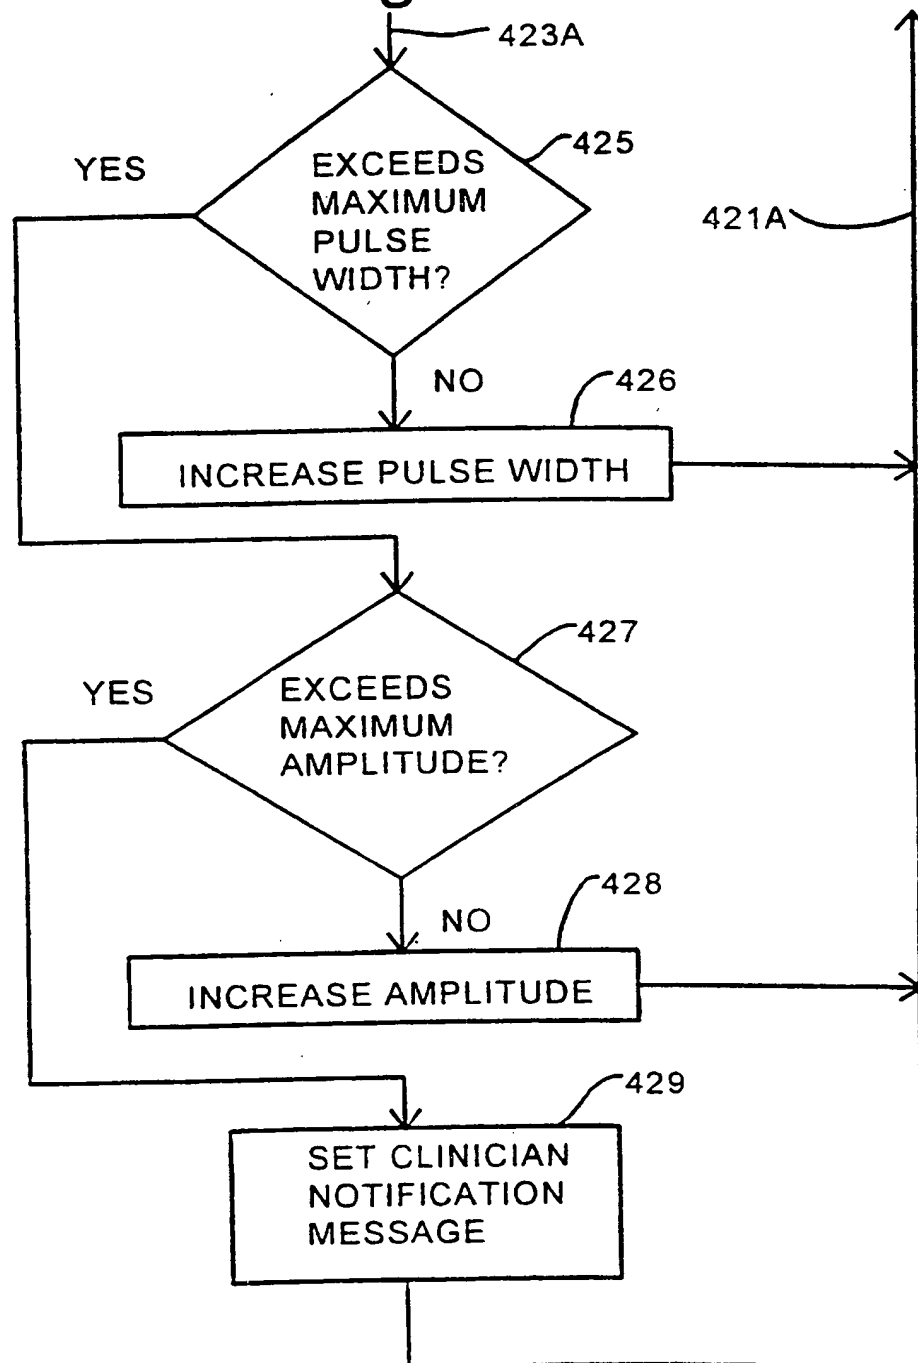 423A
425
YES
EXCEEDS
MAXIMUM
PULSE
WIDTH?
421A
NO
426
INCREASE PULSE WIDTH
427
YES
EXCEEDS
MAXIMUM
AMPLITUDE?
428
NO
INCREASE AMPLITUDE
429
SET CLINICIAN
NOTIFICATION
MESSAGE